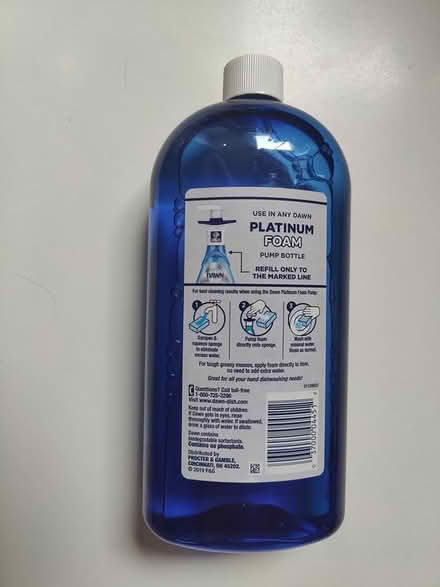 USE IN ANY DAWN
PLATINUM
FOAM
PUMP BOTTLE
REFILL ONLY TO
THE MARKED LINE
DAWN
For best cleaning results when using the Dawn Platinum Foam Pump:
1
2
3
Dampen &
squeeze sponge
to eliminate
excess water.
Pump foam
directly onto sponge.
Wash with
minimal water.
Rinse as normal.
For tough greasy messes, apply foam directly to item,
no need to add extra water.
Great for all your hand dishwashing needs!
Questions? Call toll-free
1-800-725-3296
Visit www.dawn-dish.com
Keep out of reach of children.
If Dawn gets in eyes, rinse
thoroughly with water. If swallowed,
drink a glass of water to dilute.
Dawn contains
biodegradable surfactants.
Contains no phosphate.
Distributed by
PROCTER & GAMBLE,
CINCINNATI, OH 45202.
© 2019 P&G